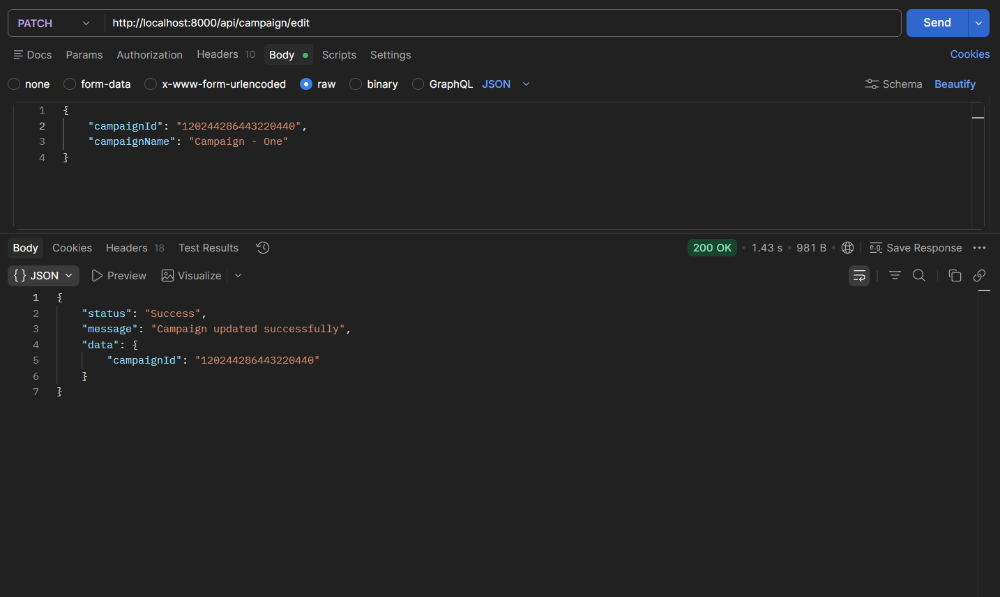 PATCH http://localhost:8000/api/campaign/edit Send
Docs Params Authorization Headers 10 Body Scripts Settings Cookies
none form-data x-www-form-urlencoded raw binary GraphQL JSON Schema Beautify
1 {
2 "campaignId": "120244286443220440",
3 "campaignName": "Campaign - One"
4 }
Body Cookies Headers 18 Test Results 200 OK • 1.43 s • 981 B • e.g. Save Response
{} JSON Preview Visualize
1 {
2 "status": "Success",
3 "message": "Campaign updated successfully",
4 "data": {
5 "campaignId": "120244286443220440"
6 }
7 }